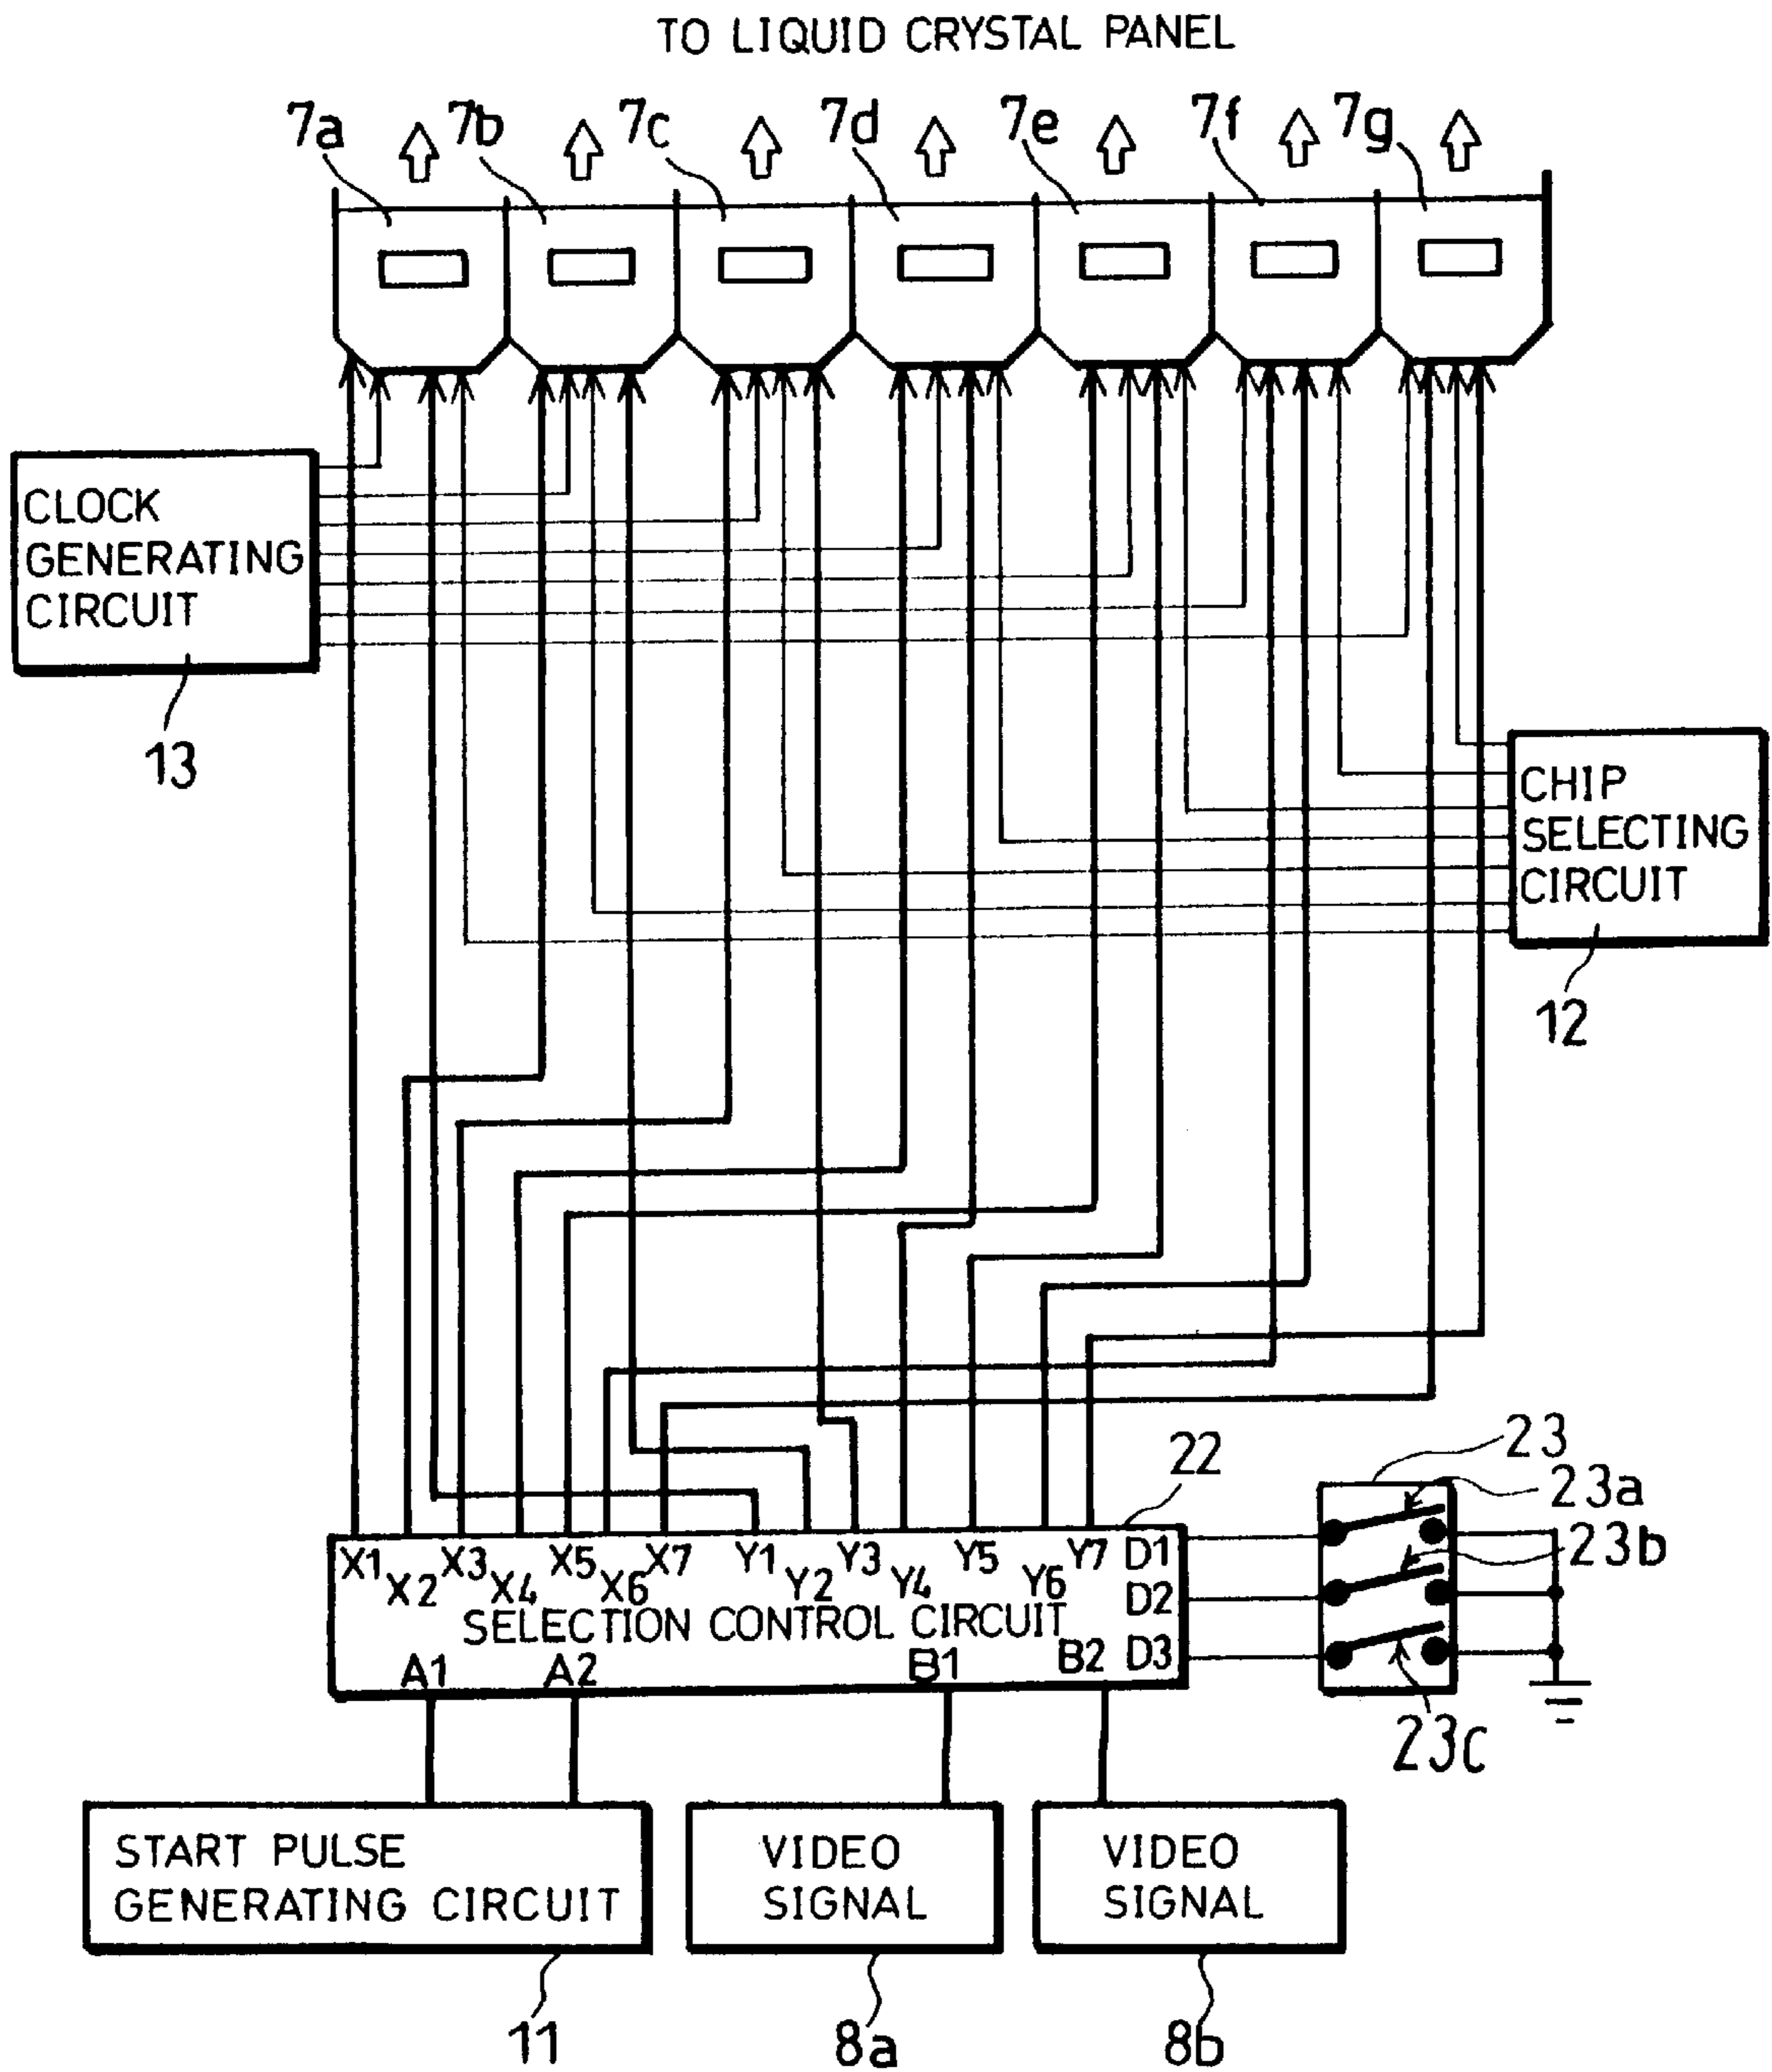 TO LIQUID CRYSTAL PANEL
7a 7b 7c 7d 7e 7f 7g
CLOCK
GENERATING
CIRCUIT
13
CHIP
SELECTING
CIRCUIT
12
22
23
23a
23b
23c
X1 X2 X3 X4 X5 X6 X7 Y1 Y2 Y3 Y4 Y5 Y6 Y7 D1
D2
SELECTION CONTROL CIRCUIT
A1 A2 B1 B2 D3
START PULSE
GENERATING CIRCUIT
VIDEO
SIGNAL
VIDEO
SIGNAL
11 8a 8b